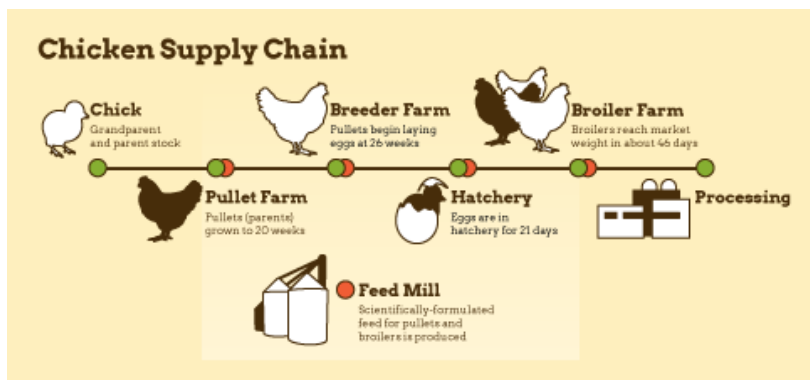 Chicken Supply Chain
Chick
Grandparent
and parent stock
Breeder Farm
Pullets begin laying
eggs at 26 weeks
Broiler Farm
Broilers reach market
weight in about 46 days
Pullet Farm
Pullets (parents)
grown to 20 weeks
Hatchery
Eggs are in
hatchery for 21 days
Processing
Feed Mill
Scientifically-formulated
feed for pullets and
broilers is produced